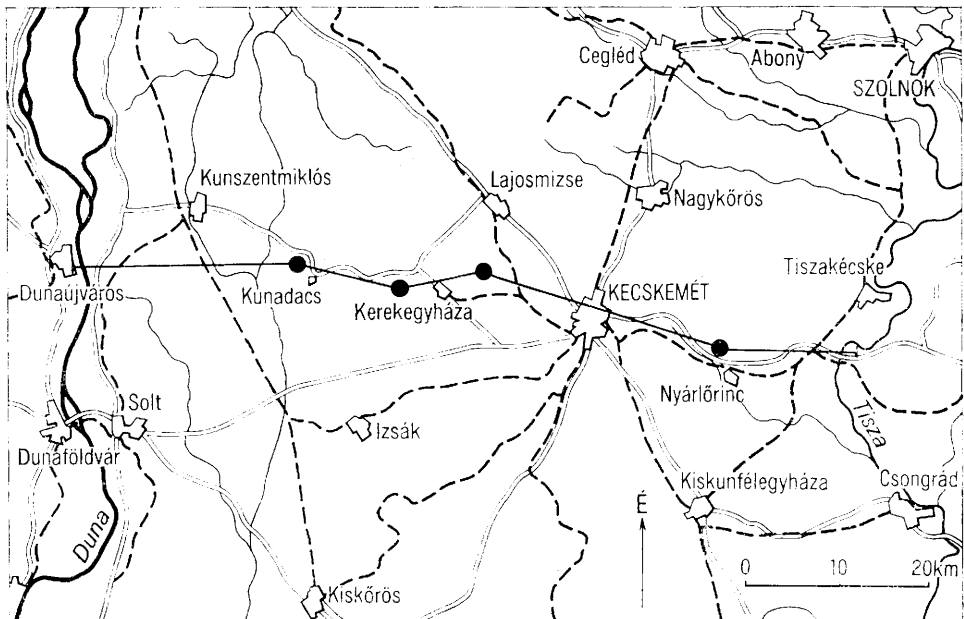 Cegléd
Abony
SZOLNOK
Kunszentmiklós
Lajosmizse
Nagykőrös
Tiszakécske
Dunaújváros
Kunadacs
Kerekegyháza
KECSKEMÉT
Nyárlőrinc
Solt
Izsák
Tisza
Dunaföldvár
Kiskunfélegyháza
Csongrád
É
Duna
0 10 20km
Kiskőrös